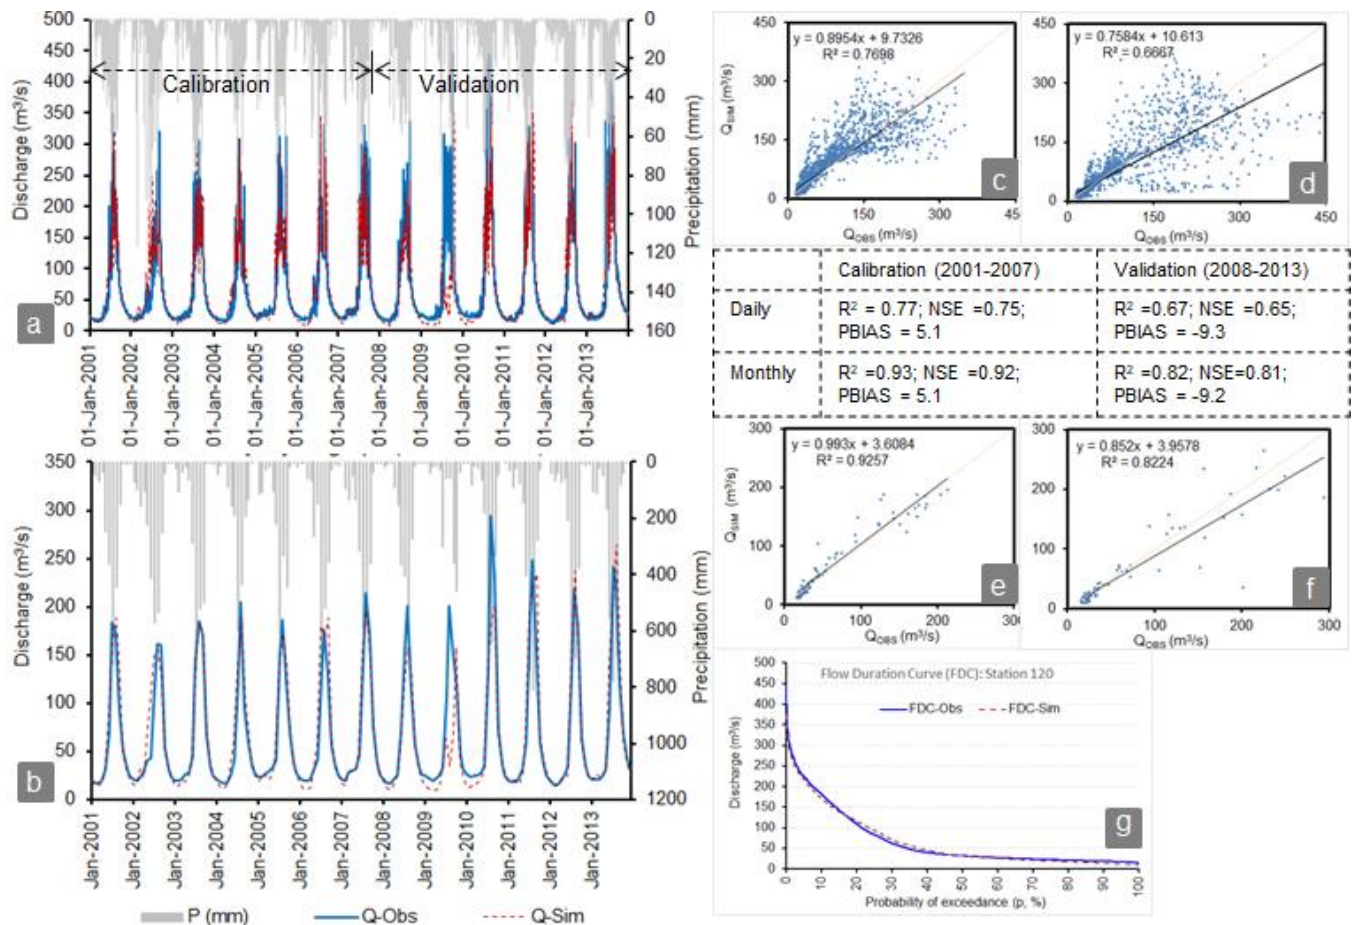 500
450
400
350
300
250
200
150
100
50
0
Discharge (m³/s)
Calibration
Validation
0
20
40
60
80
100
120
140
160
Precipitation (mm)
a
01-Jan-2001
01-Jan-2002
01-Jan-2003
01-Jan-2004
01-Jan-2005
01-Jan-2006
01-Jan-2007
01-Jan-2008
01-Jan-2009
01-Jan-2010
01-Jan-2011
01-Jan-2012
01-Jan-2013
350
300
250
200
150
100
50
0
Discharge (m³/s)
0
200
400
600
800
1000
1200
Precipitation (mm)
b
Jan-2001
Jan-2002
Jan-2003
Jan-2004
Jan-2005
Jan-2006
Jan-2007
Jan-2008
Jan-2009
Jan-2010
Jan-2011
Jan-2012
Jan-2013
P (mm) Q-Obs Q-Sim
450
300
150
0
QSIM (m³/s)
y = 0.8954x + 9.7326
R² = 0.7698
c
0 150 300 45
QOBS (m³/s)
450
300
150
0
y = 0.7584x + 10.613
R² = 0.6667
d
0 150 300 450
QOBS (m³/s)
Calibration (2001-2007) Validation (2008-2013)
Daily R² = 0.77; NSE =0.75; R² =0.67; NSE =0.65;
PBIAS = 5.1 PBIAS = -9.3
Monthly R² =0.93; NSE =0.92; R² =0.82; NSE=0.81;
PBIAS = 5.1 PBIAS = -9.2
300
200
100
0
QSIM (m³/s)
y = 0.993x + 3.6084
R² = 0.9257
e
0 100 200 300
QOBS (m³/s)
300
200
100
0
y = 0.852x + 3.9578
R² = 0.8224
f
0 100 200 300
QOBS (m³/s)
500
450
400
350
300
250
200
150
100
50
0
Discharge (m³/s)
Flow Duration Curve (FDC): Station 120
FDC-Obs FDC-Sim
g
0 10 20 30 40 50 60 70 80 90 100
Probability of exceedance (p, %)